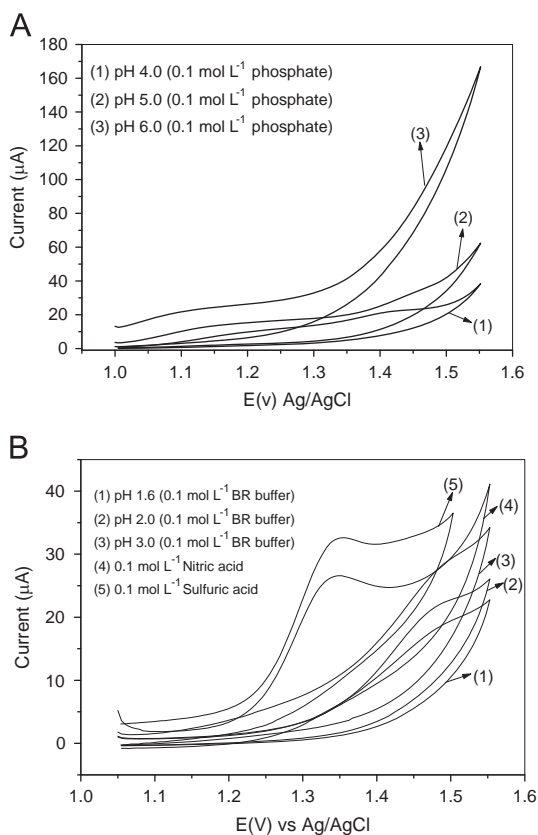 A
180
160
140
120
100
80
60
40
20
0
Current (μA)
(1) pH 4.0 (0.1 mol L⁻¹ phosphate)
(2) pH 5.0 (0.1 mol L⁻¹ phosphate)
(3) pH 6.0 (0.1 mol L⁻¹ phosphate)
(3)
(2)
(1)
1.0 1.1 1.2 1.3 1.4 1.5 1.6
E(v) Ag/AgCl
B
40
30
20
10
0
Current (μA)
(1) pH 1.6 (0.1 mol L⁻¹ BR buffer)
(2) pH 2.0 (0.1 mol L⁻¹ BR buffer)
(3) pH 3.0 (0.1 mol L⁻¹ BR buffer)
(4) 0.1 mol L⁻¹ Nitric acid
(5) 0.1 mol L⁻¹ Sulfuric acid
(5)
(4)
(3)
(2)
(1)
1.0 1.1 1.2 1.3 1.4 1.5 1.6
E(V) vs Ag/AgCl